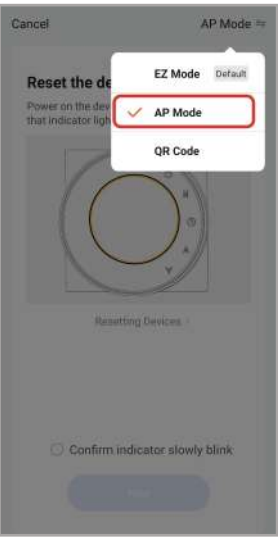 Cancel
AP Mode
EZ Mode Default
AP Mode
QR Code
Reset the de
Power on the dev
that indicator ligh
Resetting Devices
Confirm indicator slowly blink